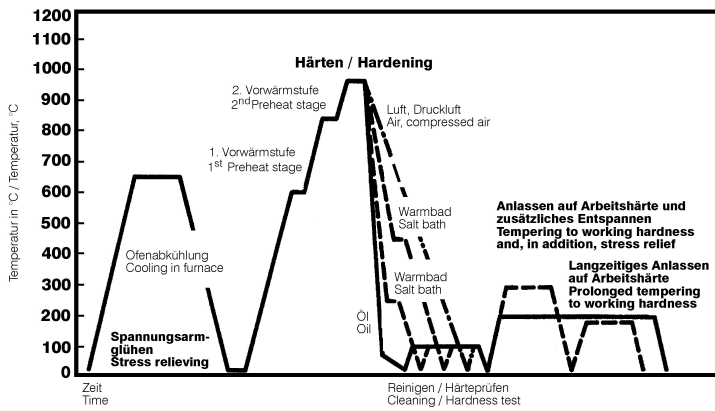 Temperatur in °C / Temperatur, °C
1200
1100
1000
900
800
700
600
500
400
300
200
100
0
Härten / Hardening
2. Vorwärmstufe
2nd Preheat stage
1. Vorwärmstufe
1st Preheat stage
Luft, Druckluft
Air, compressed air
Ofenabkühlung
Cooling in furnace
Warmbad
Salt bath
Warmbad
Salt bath
Öl
Oil
Anlassen auf Arbeitshärte und
zusätzliches Entspannen
Tempering to working hardness
and, in addition, stress relief
Langzeitiges Anlassen
auf Arbeitshärte
Prolonged tempering
to working hardness
Spannungsarm-
glühen
Stress relieving
Zeit
Time
Reinigen / Härteprüfen
Cleaning / Hardness test